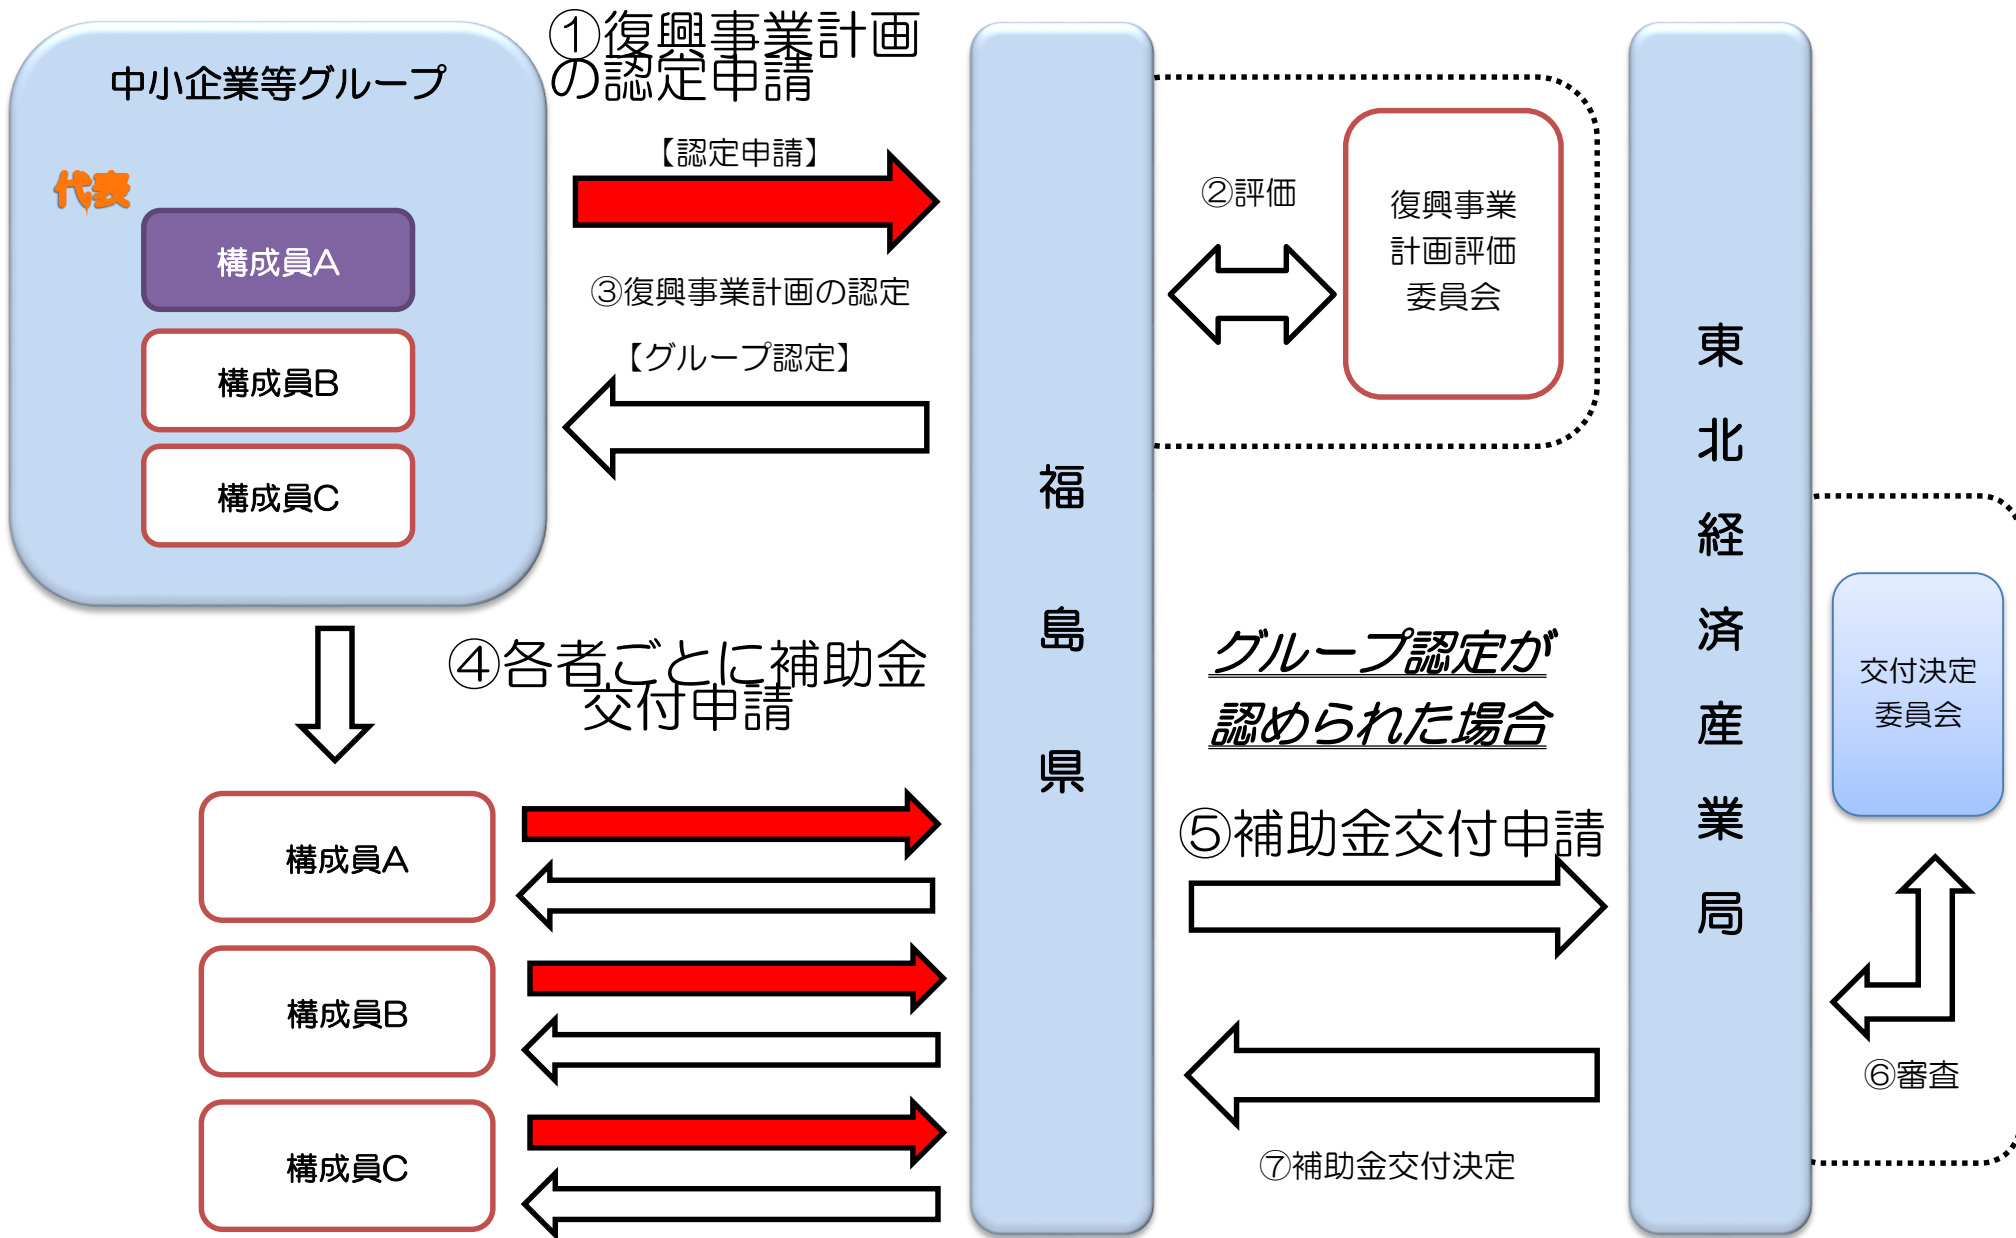 中小企業等グループ
代表
構成員A
構成員B
構成員C
①復興事業計画
の認定申請
【認定申請】
③復興事業計画の認定
【グループ認定】
②評価
復興事業
計画評価
委員会
福島県
東北経済産業局
④各者ごとに補助金
交付申請
グループ認定が
認められた場合
交付決定
委員会
構成員A
構成員B
構成員C
⑤補助金交付申請
⑥審査
⑦補助金交付決定